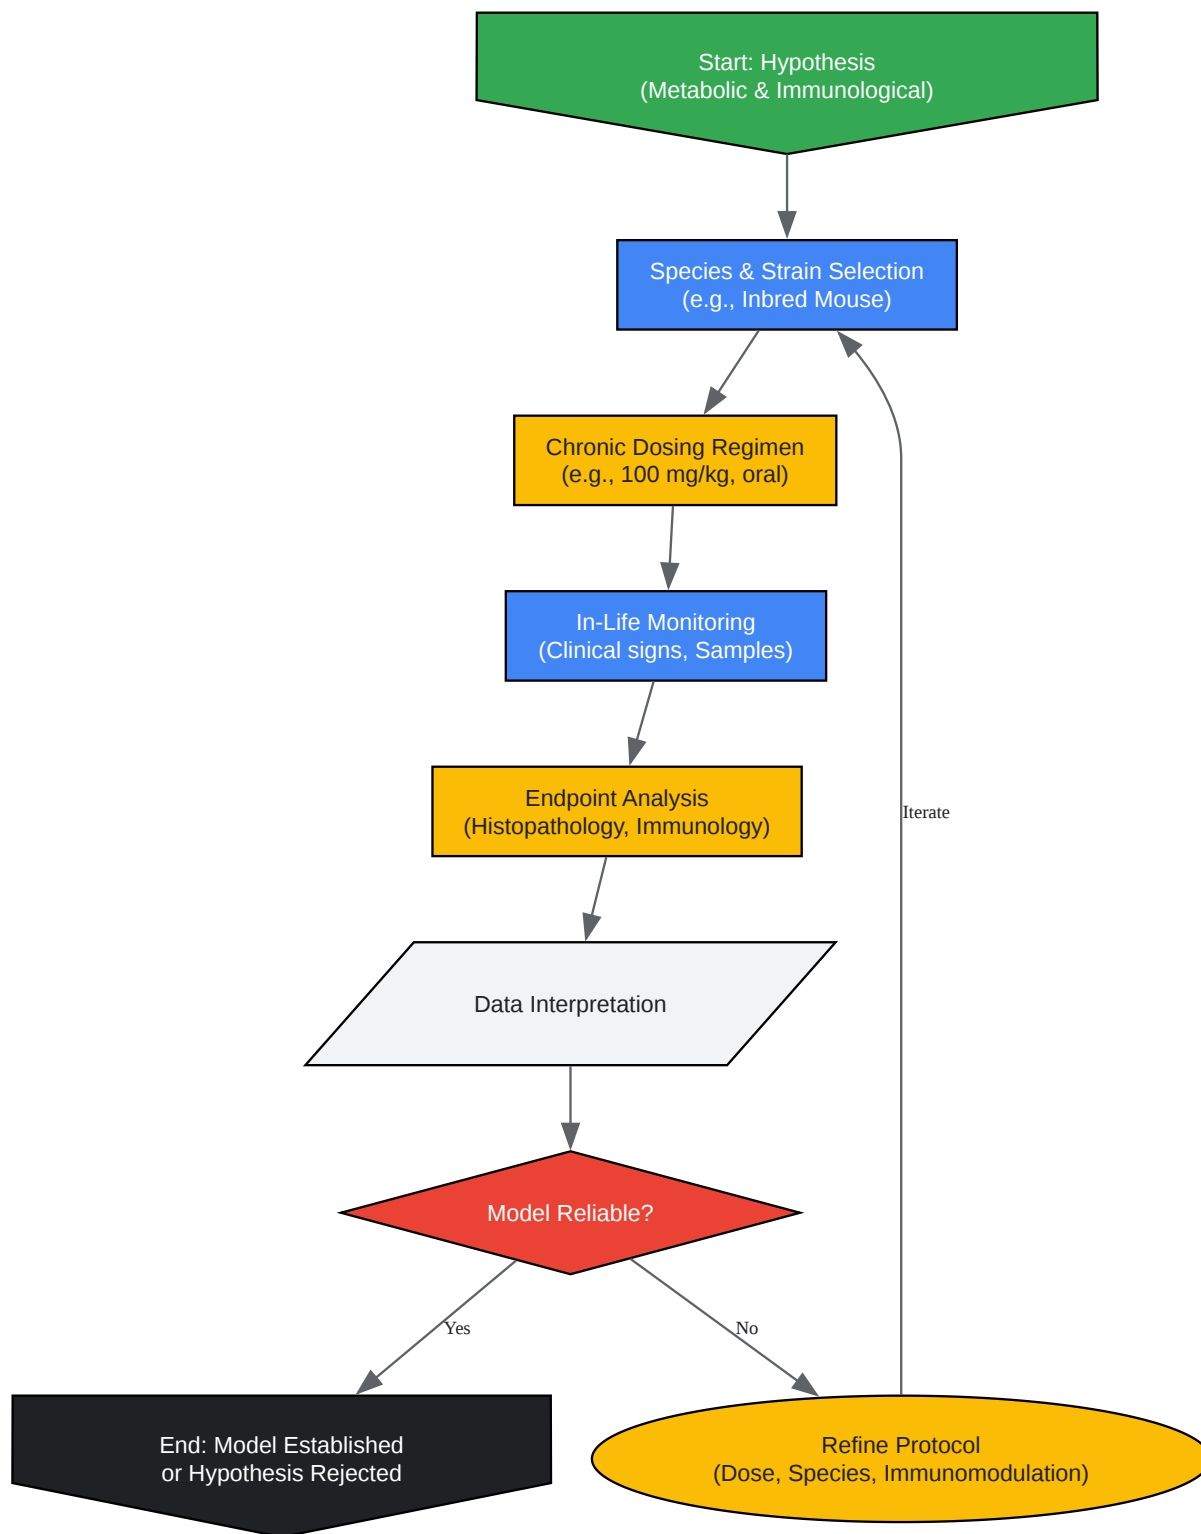 Start: Hypothesis
(Metabolic & Immunological)
Species & Strain Selection
(e.g., Inbred Mouse)
Chronic Dosing Regimen
(e.g., 100 mg/kg, oral)
In-Life Monitoring
(Clinical signs, Samples)
Endpoint Analysis
(Histopathology, Immunology)
Iterate
Data Interpretation
Model Reliable?
Yes
No
End: Model Established
or Hypothesis Rejected
Refine Protocol
(Dose, Species, Immunomodulation)